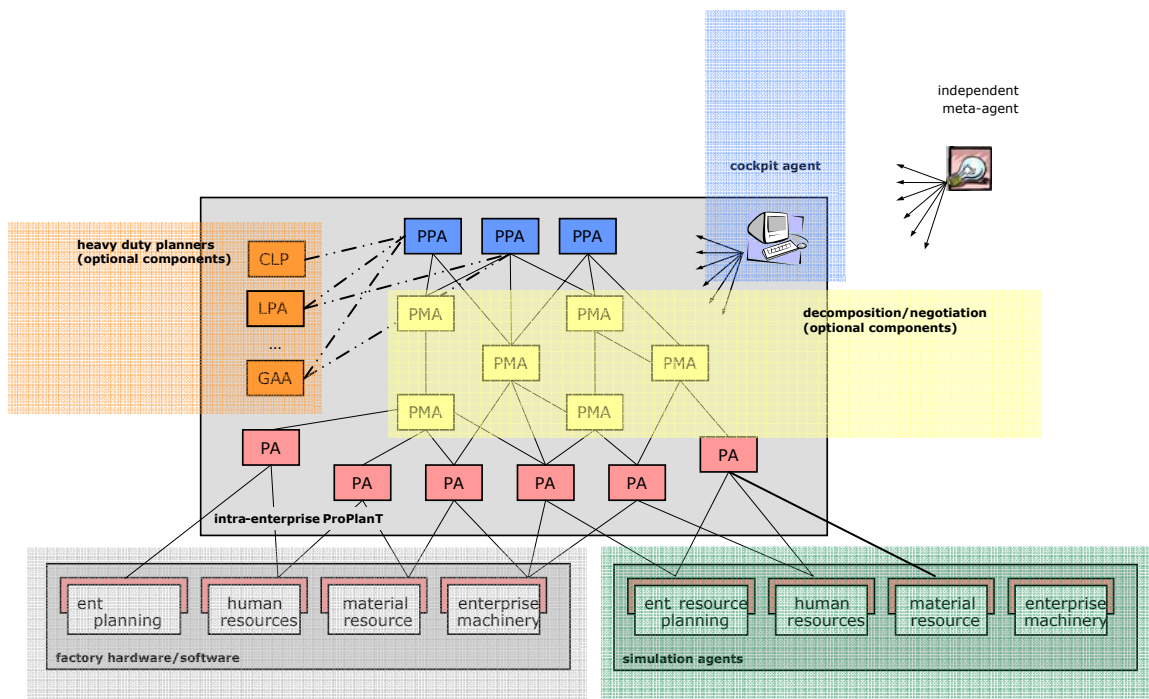 independent
meta-agent
cockpit agent
heavy duty planners
(optional components)
PPA
PPA
PPA
CLP
LPA
...
GAA
decomposition/negotiation
(optional components)
PMA
PMA
PMA
PMA
PMA
PMA
PA
PA
PA
PA
PA
PA
intra-enterprise ProPlanT
ent
planning
human
resources
material
resource
enterprise
machinery
factory hardware/software
ent. resource
planning
human
resources
material
resource
enterprise
machinery
simulation agents